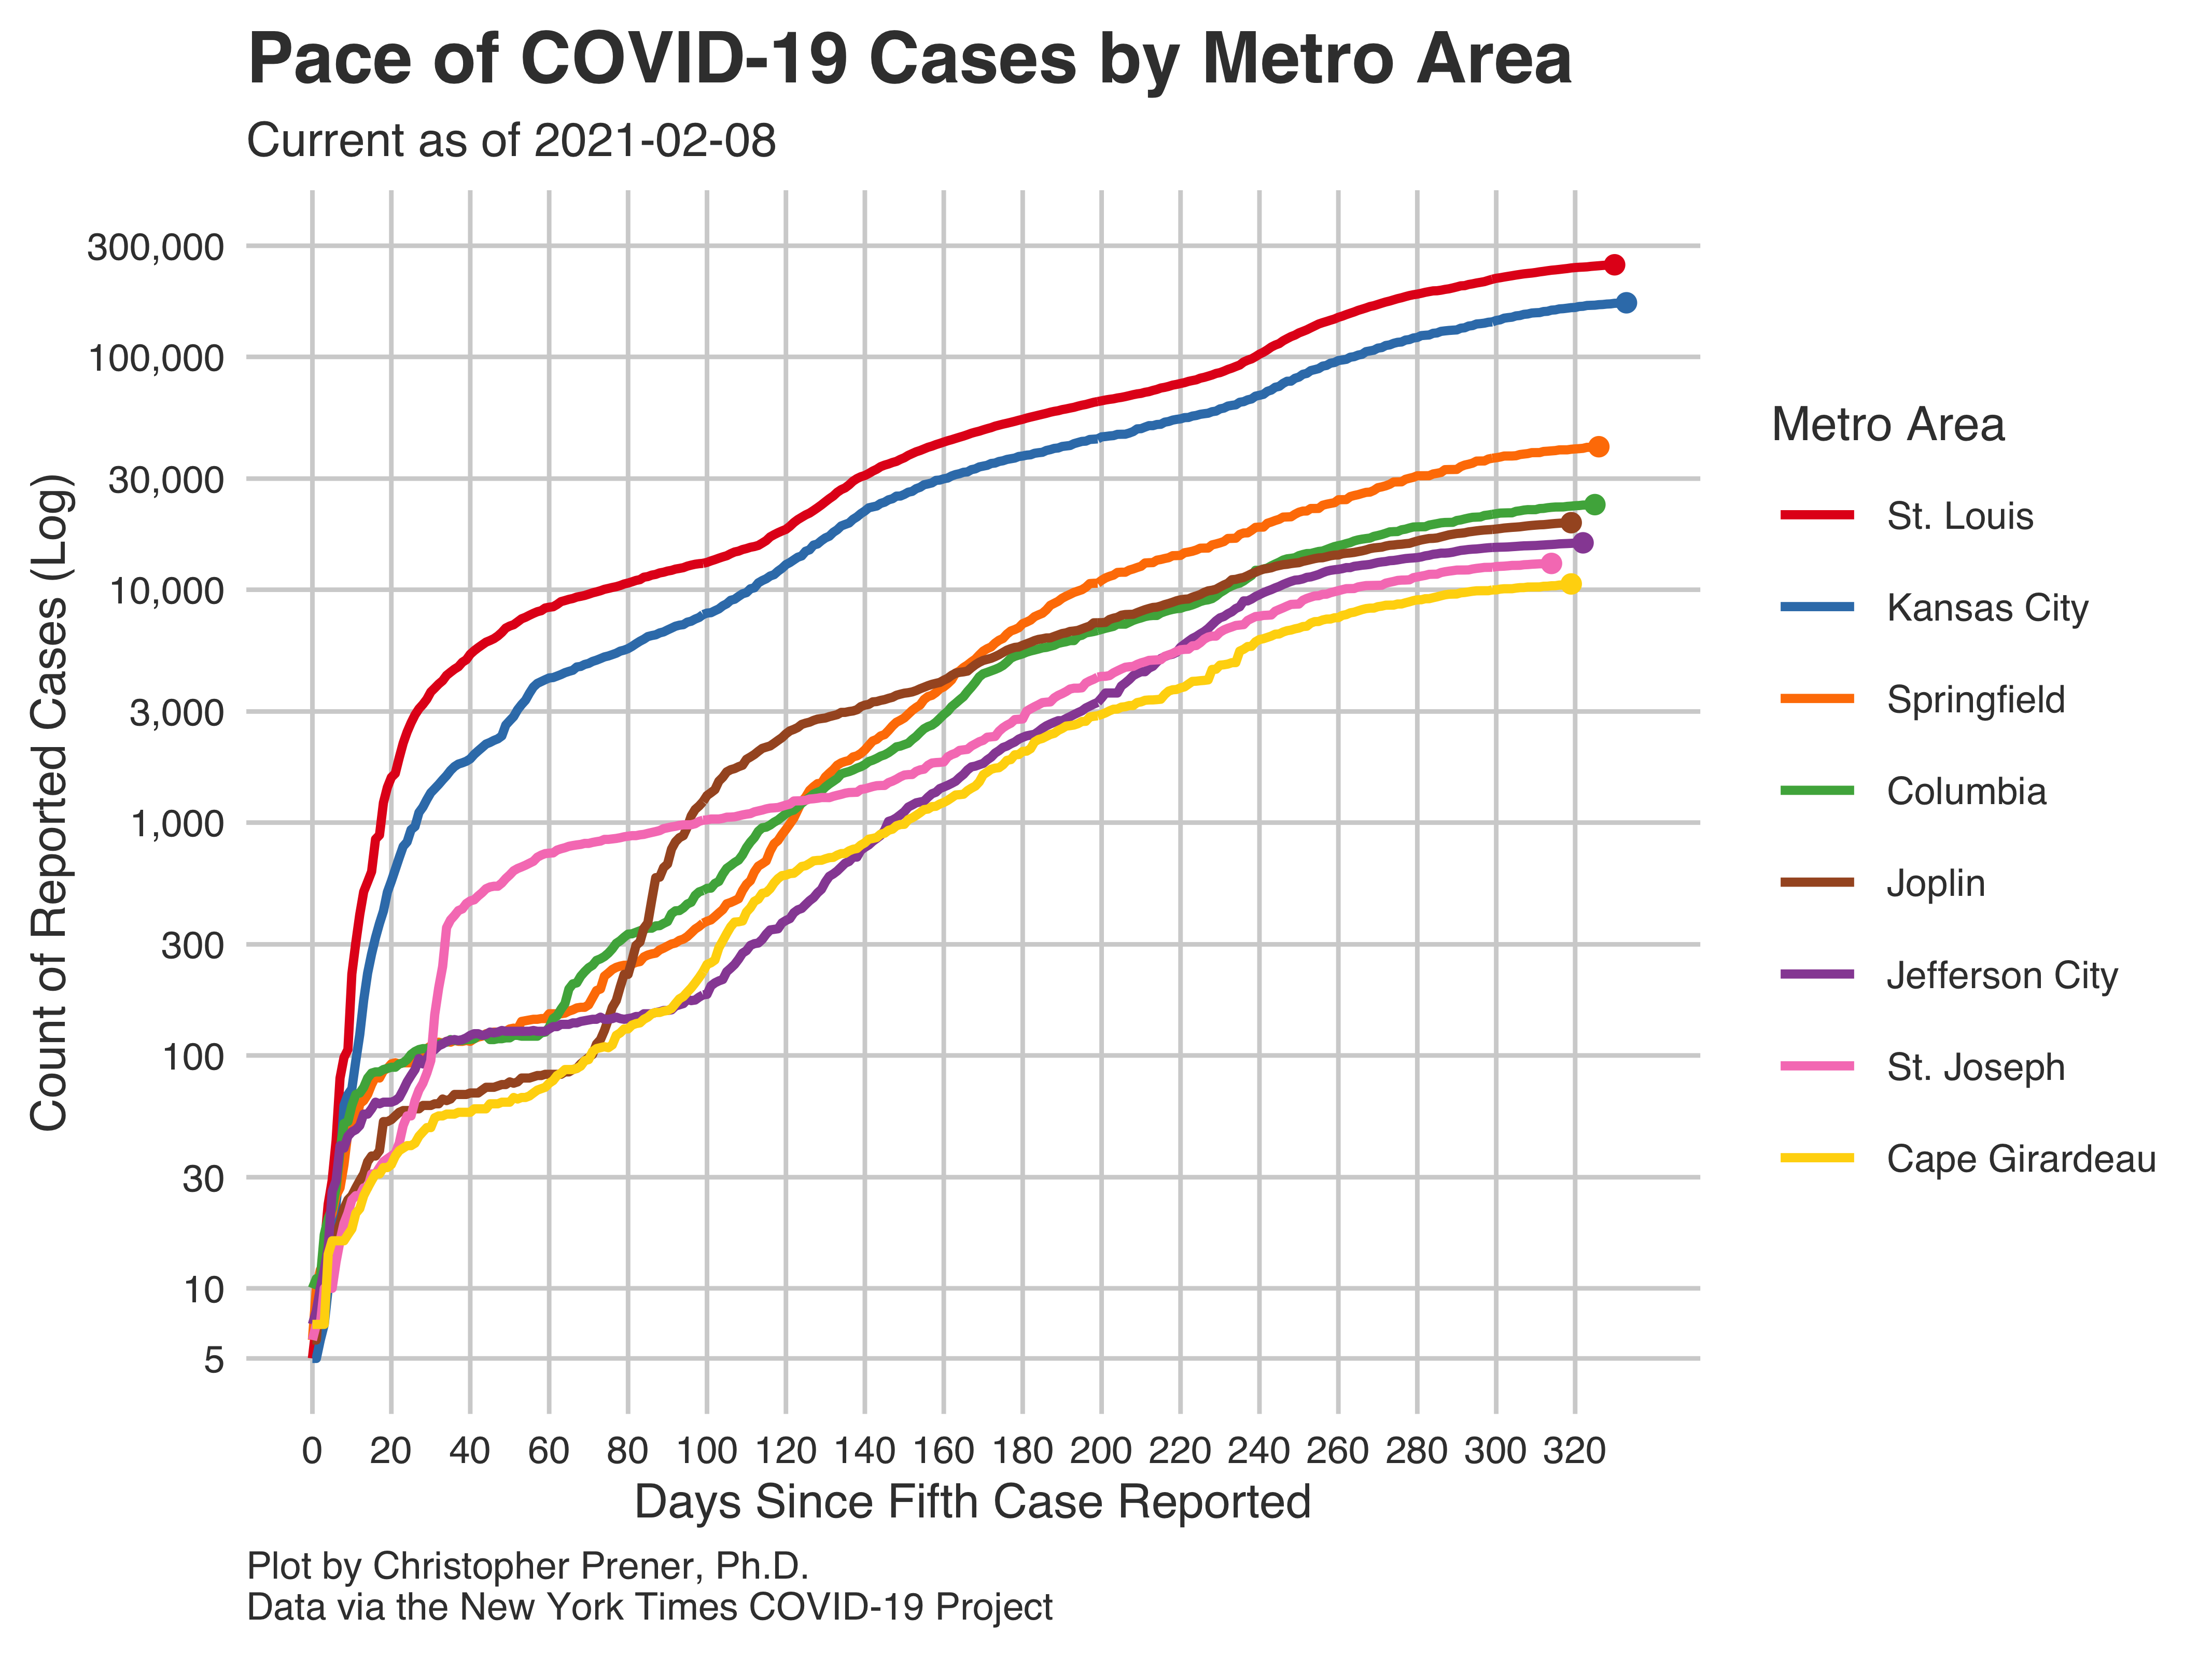 Pace of COVID-19 Cases by Metro Area
Current as of 2021-02-08
Count of Reported Cases (Log)
300,000
100,000
30,000
10,000
3,000
1,000
300
100
30
10
5
0 20 40 60 80 100 120 140 160 180 200 220 240 260 280 300 320
Days Since Fifth Case Reported
Metro Area
St. Louis
Kansas City
Springfield
Columbia
Joplin
Jefferson City
St. Joseph
Cape Girardeau
Plot by Christopher Prener, Ph.D.
Data via the New York Times COVID-19 Project